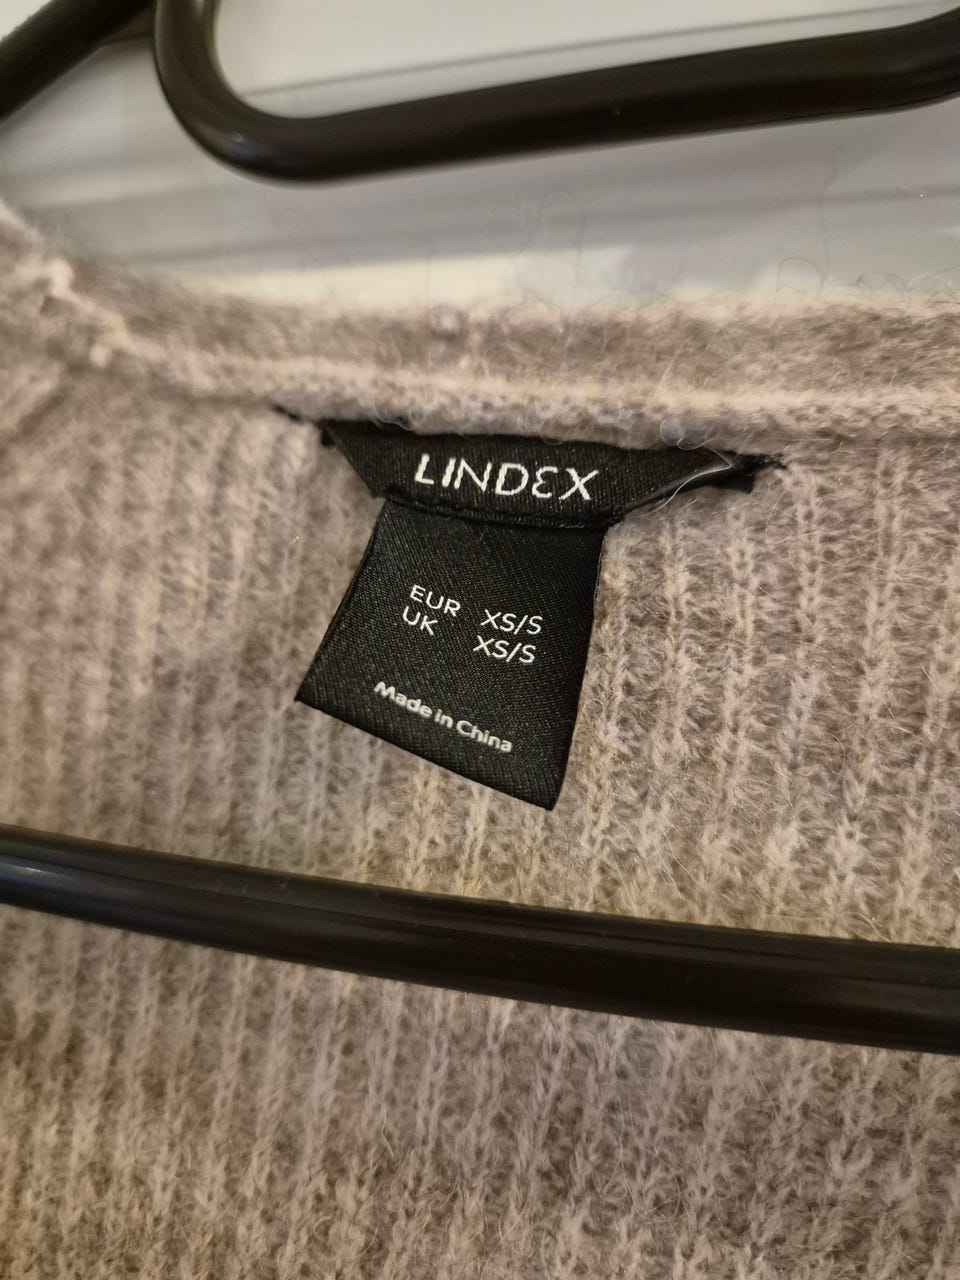 LINDEX
EUR XS/S
UK XS/S
Made in China